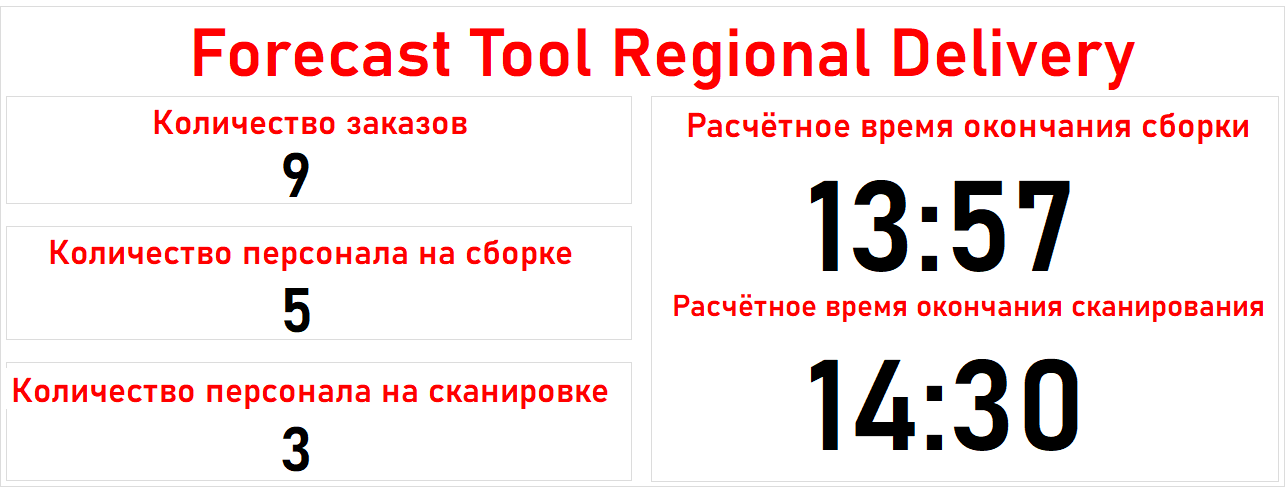 Forecast Tool Regional Delivery
Количество заказов
9
Количество персонала на сборке
5
Количество персонала на сканировке
3
Расчётное время окончания сборки
13:57
Расчётное время окончания сканирования
14:30